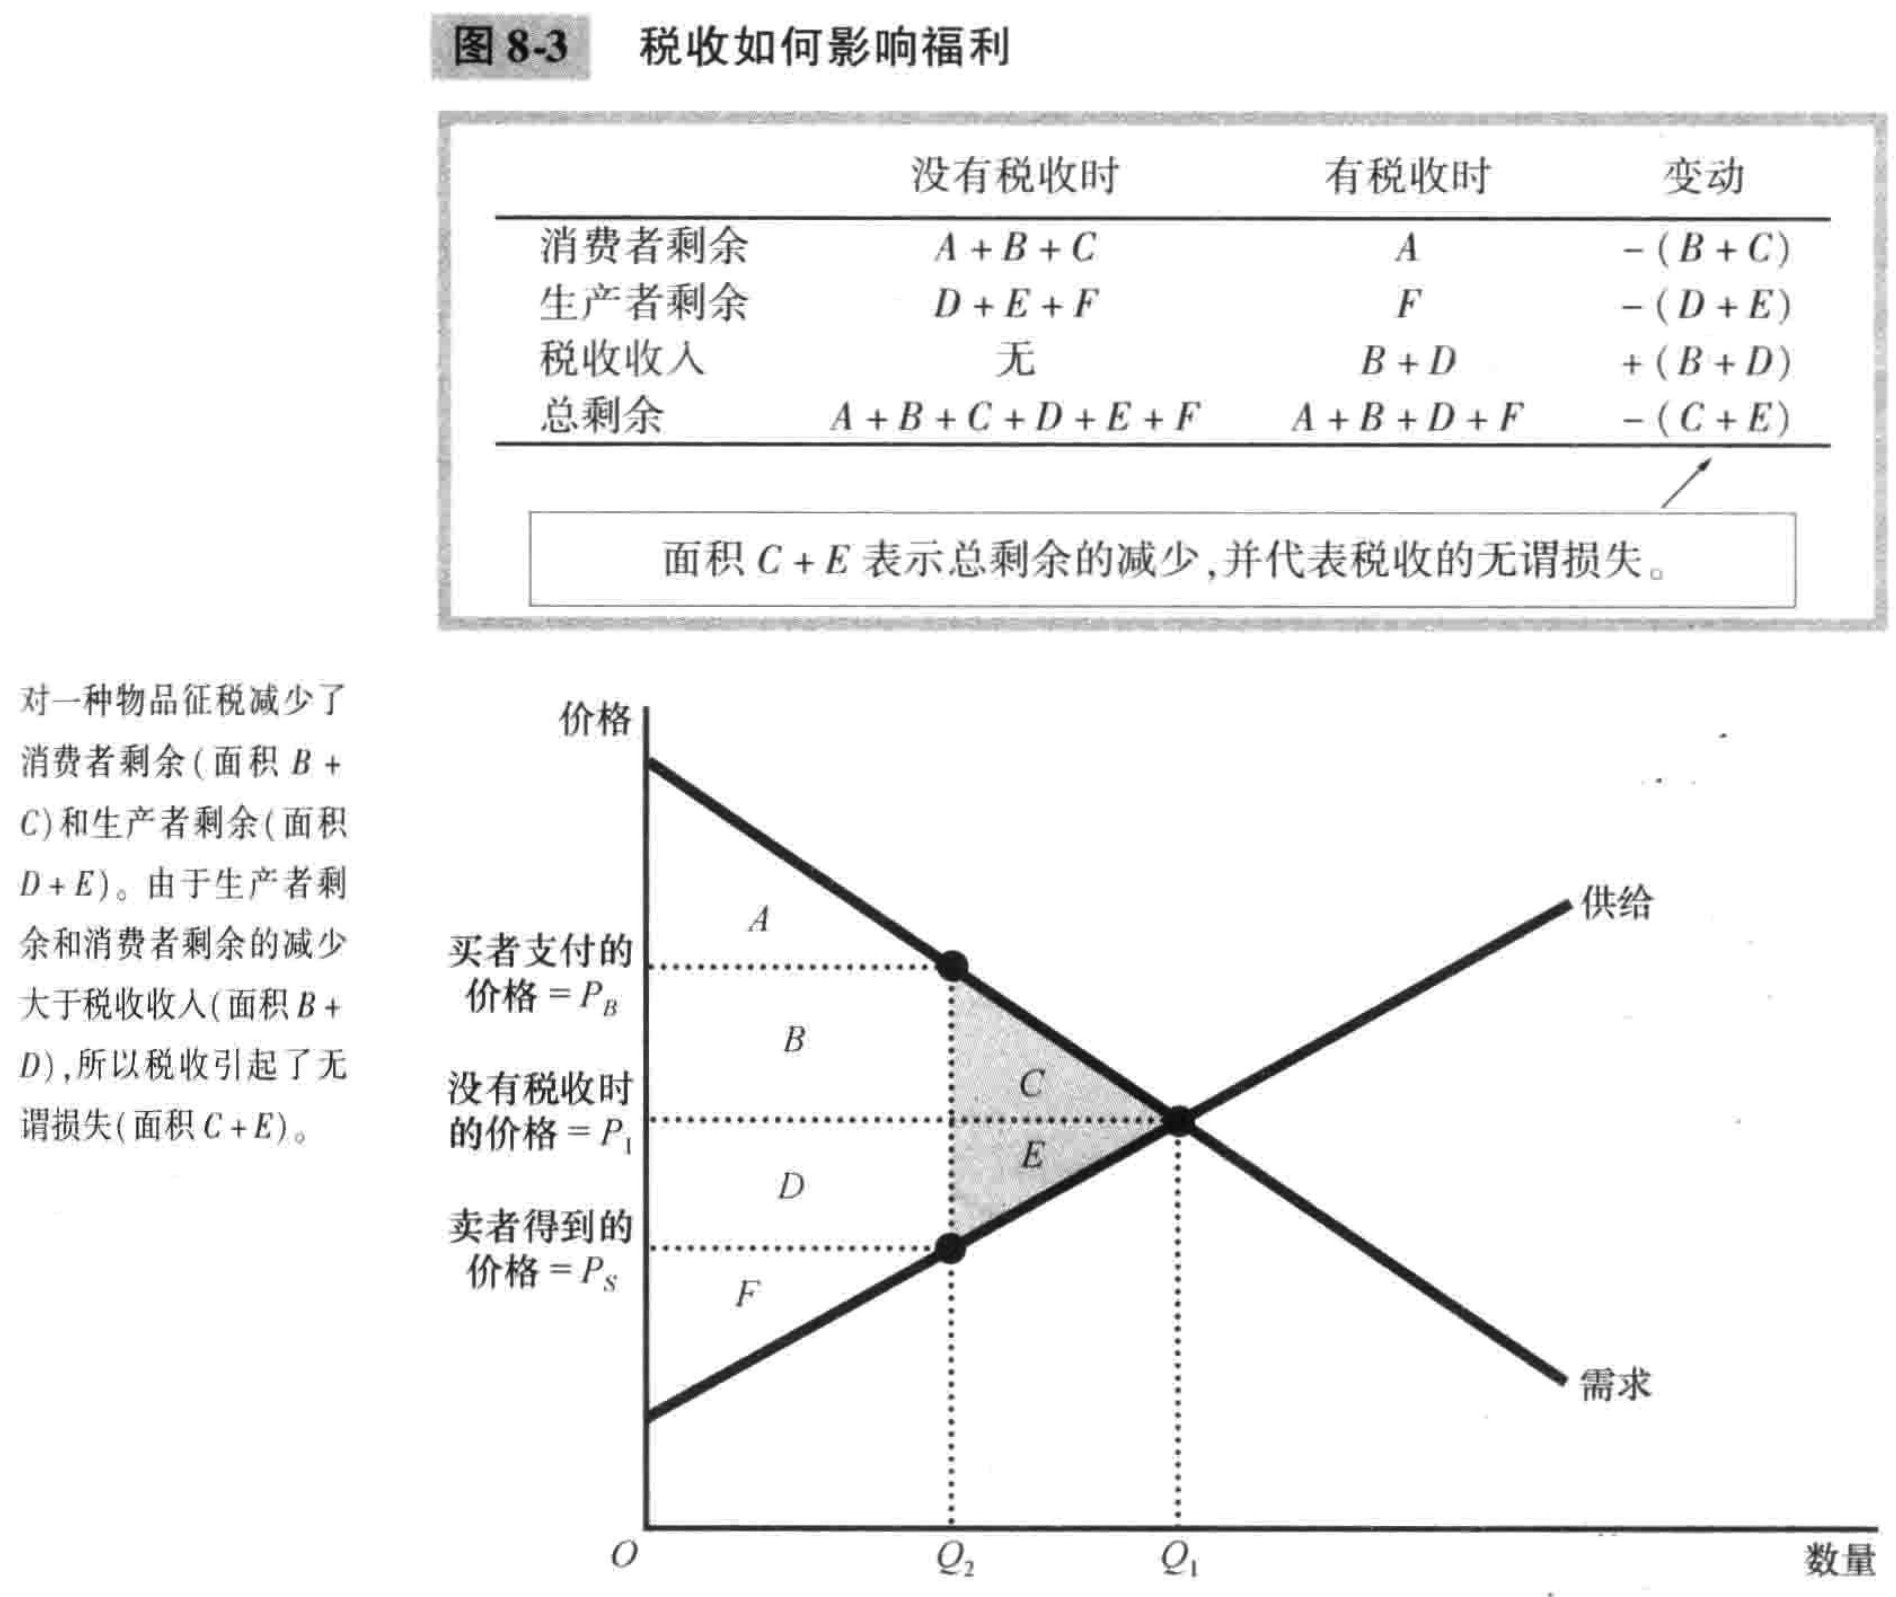 图 8-3 税收如何影响福利
没有税收时 有税收时 变动
消费者剩余 A + B + C A - ( B + C )
生产者剩余 D + E + F F - ( D + E )
税收收入 无 B + D + ( B + D )
总剩余 A + B + C + D + E + F A + B + D + F - ( C + E )
面积 C + E 表示总剩余的减少,并代表税收的无谓损失。
对一种物品征税减少了
消费者剩余(面积 B +
C)和生产者剩余(面积
D + E)。由于生产者剩
余和消费者剩余的减少
大于税收收入(面积 B +
D),所以税收引起了无
谓损失(面积 C + E)。
价格
A
供给
买者支付的
价格 = P_B
B
没有税收时
的价格 = P₁
C
E
D
卖者得到的
价格 = P_S
F
需求
O Q₂ Q₁ 数量